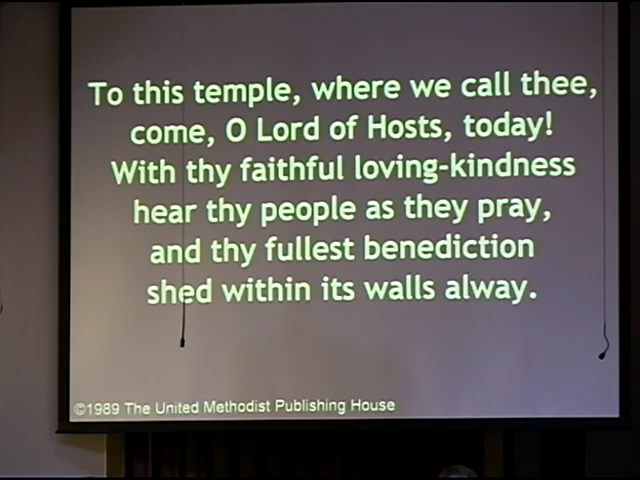 To this temple, where we call thee,
come, O Lord of Hosts, today!
With thy faithful loving-kindness
hear thy people as they pray,
and thy fullest benediction
shed within its walls alway.
©1989 The United Methodist Publishing House